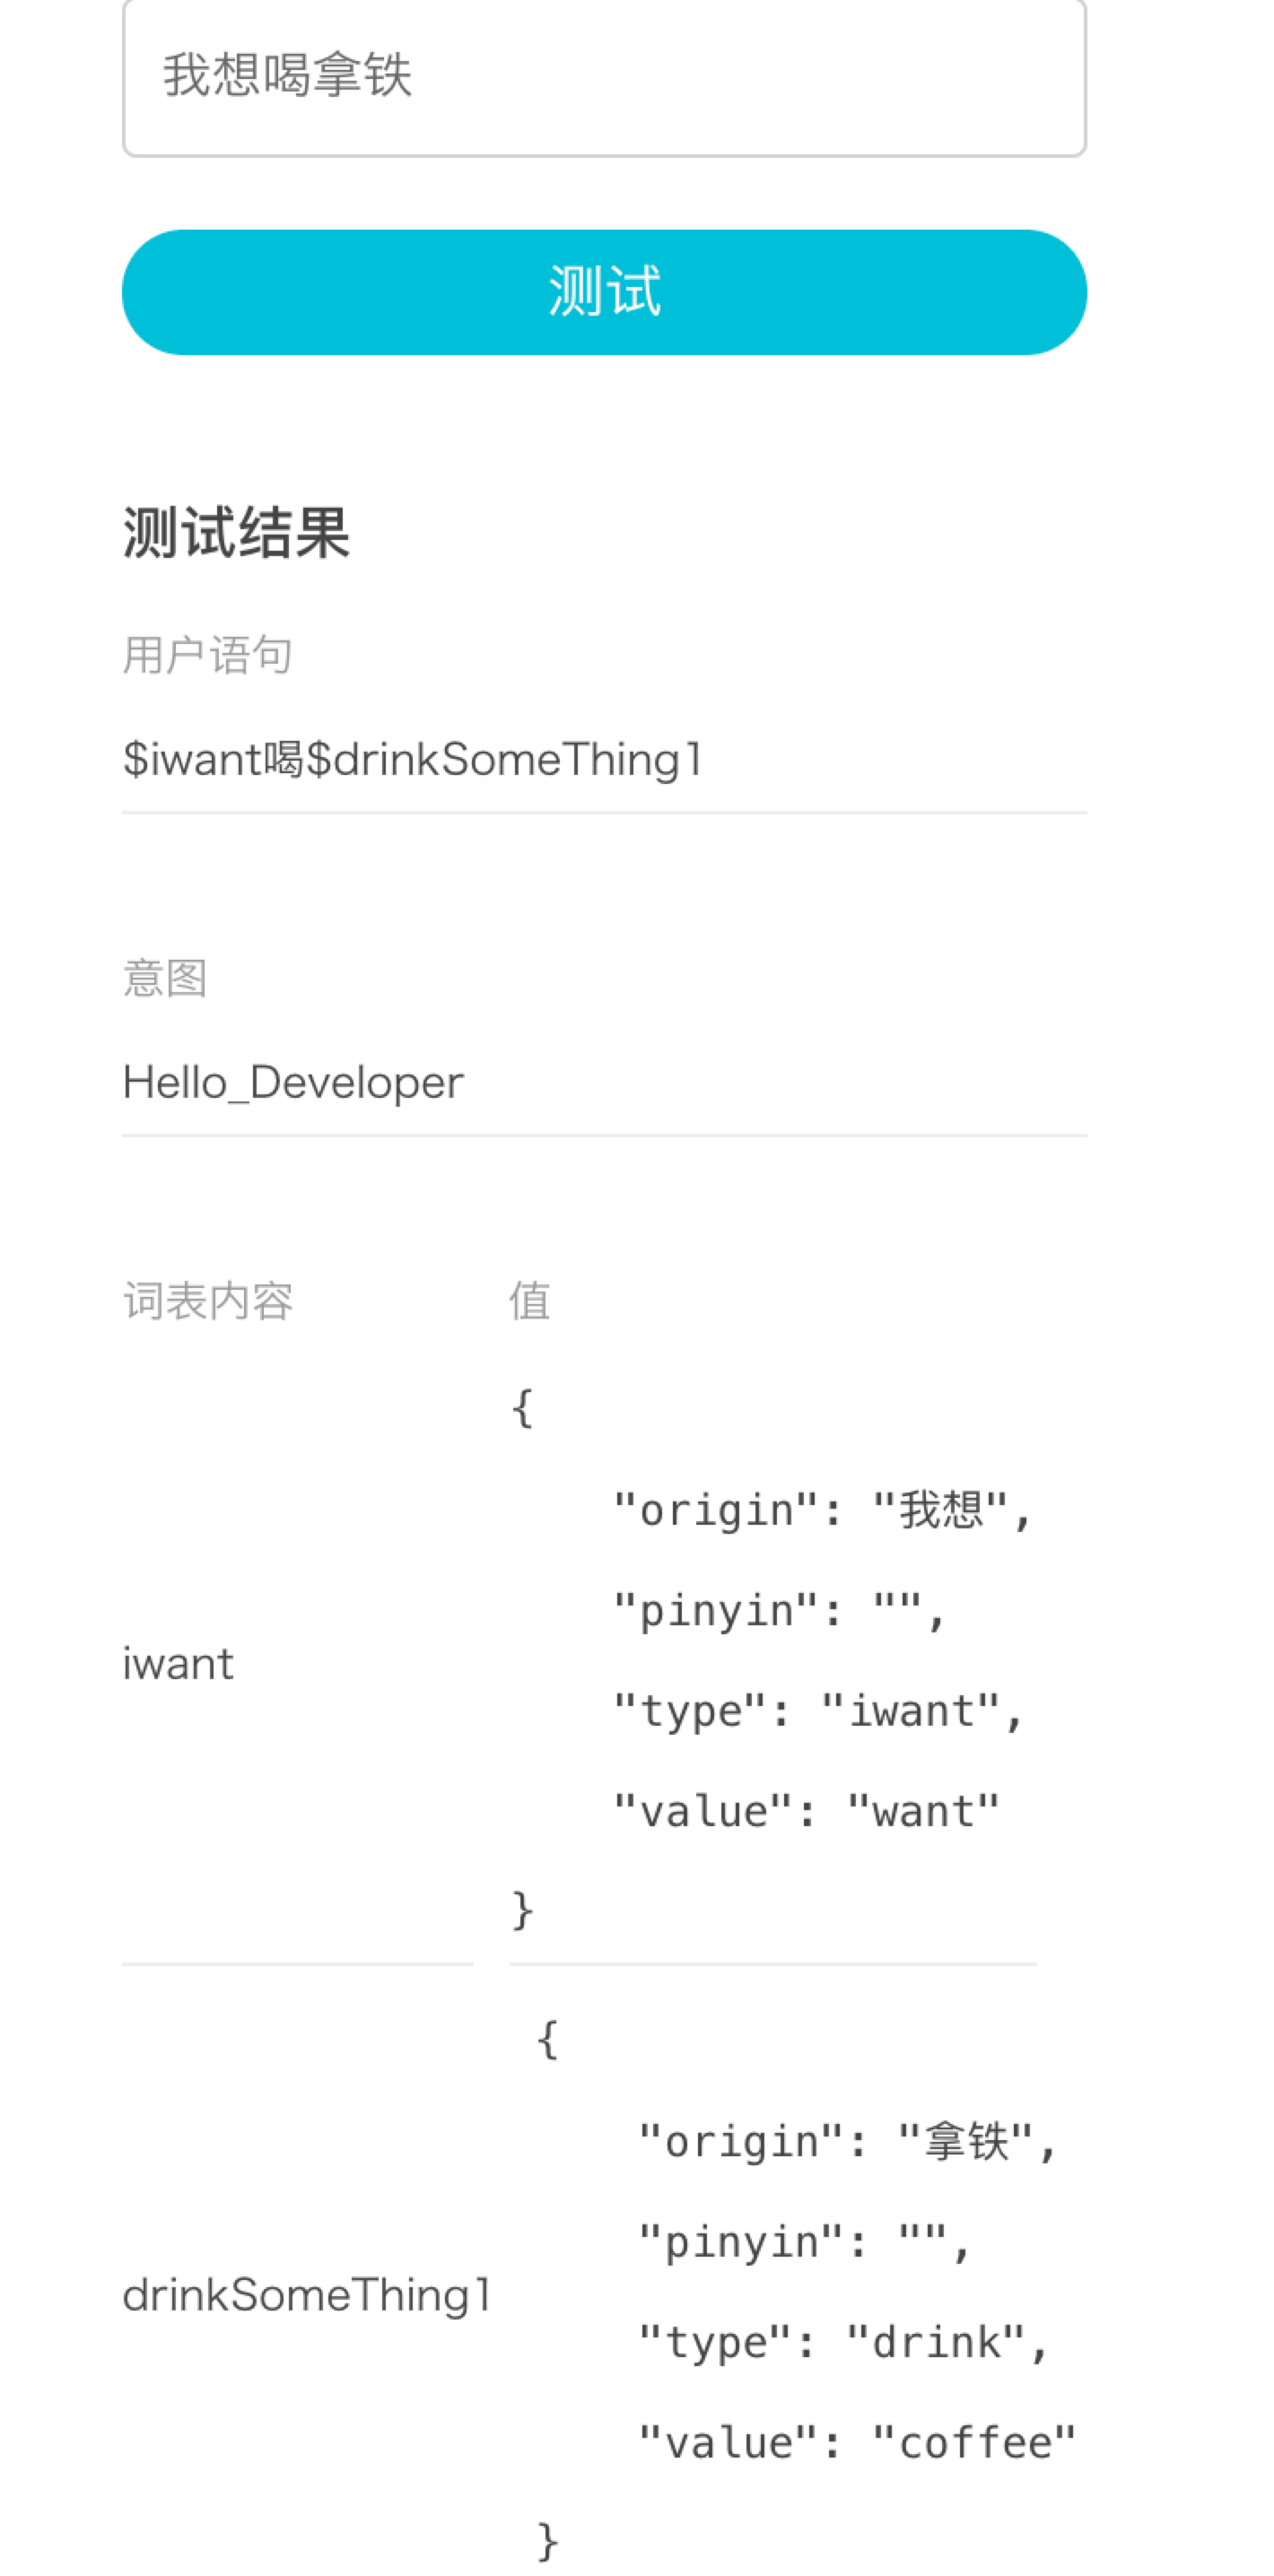 我想喝拿铁
测试
测试结果
用户语句
$iwant喝$drinkSomeThing1
意图
Hello_Developer
词表内容 值
{
"origin": "我想",
"pinyin": "",
iwant
"type": "iwant",
"value": "want"
}
{
"origin": "拿铁",
"pinyin": "",
drinkSomeThing1
"type": "drink",
"value": "coffee"
}